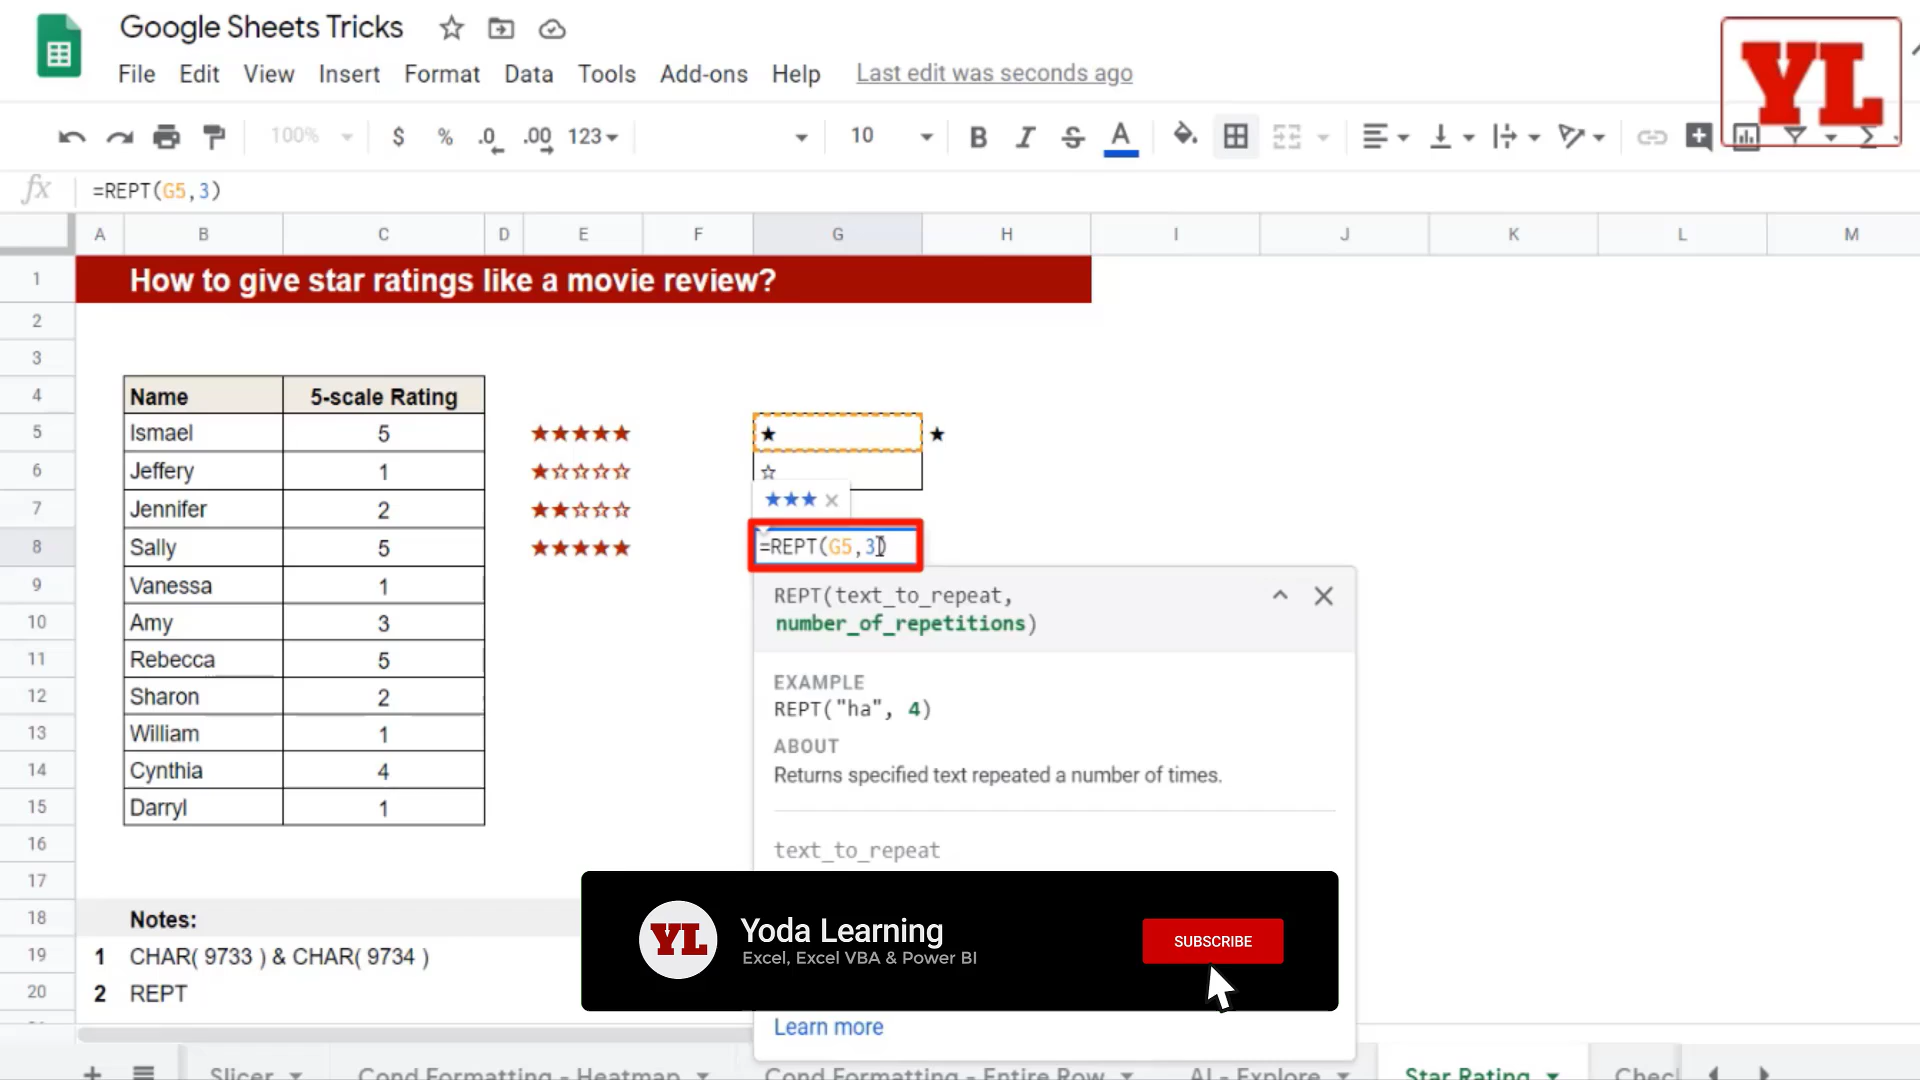 Google Sheets Tricks
File Edit View Insert Format Data Tools Add-ons Help Last edit was seconds ago
YL
100% $ % .0 .00 123 10 B I S A
fx =REPT(G5,3)
A B C D E F G H I J K L M
1 How to give star ratings like a movie review?
2
3
4 Name 5-scale Rating
5 Ismael 5 ★★★★★ ★ ★
6 Jeffery 1 ★☆☆☆☆ ☆
7 Jennifer 2 ★★☆☆☆ ★★★ ×
8 Sally 5 ★★★★★ =REPT(G5,3)
9 Vanessa 1
10 Amy 3
11 Rebecca 5
12 Sharon 2
13 William 1
14 Cynthia 4
15 Darryl 1
16
17
18 Notes:
19 1 CHAR( 9733 ) & CHAR( 9734 )
20 2 REPT
REPT(text_to_repeat,
number_of_repetitions)
EXAMPLE
REPT("ha", 4)
ABOUT
Returns specified text repeated a number of times.
text_to_repeat
YL Yoda Learning
Excel, Excel VBA & Power BI
SUBSCRIBE
Learn more
Slicer Cond Formatting - Heatmap Cond Formatting - Entire Row AI - Explore Star Rating